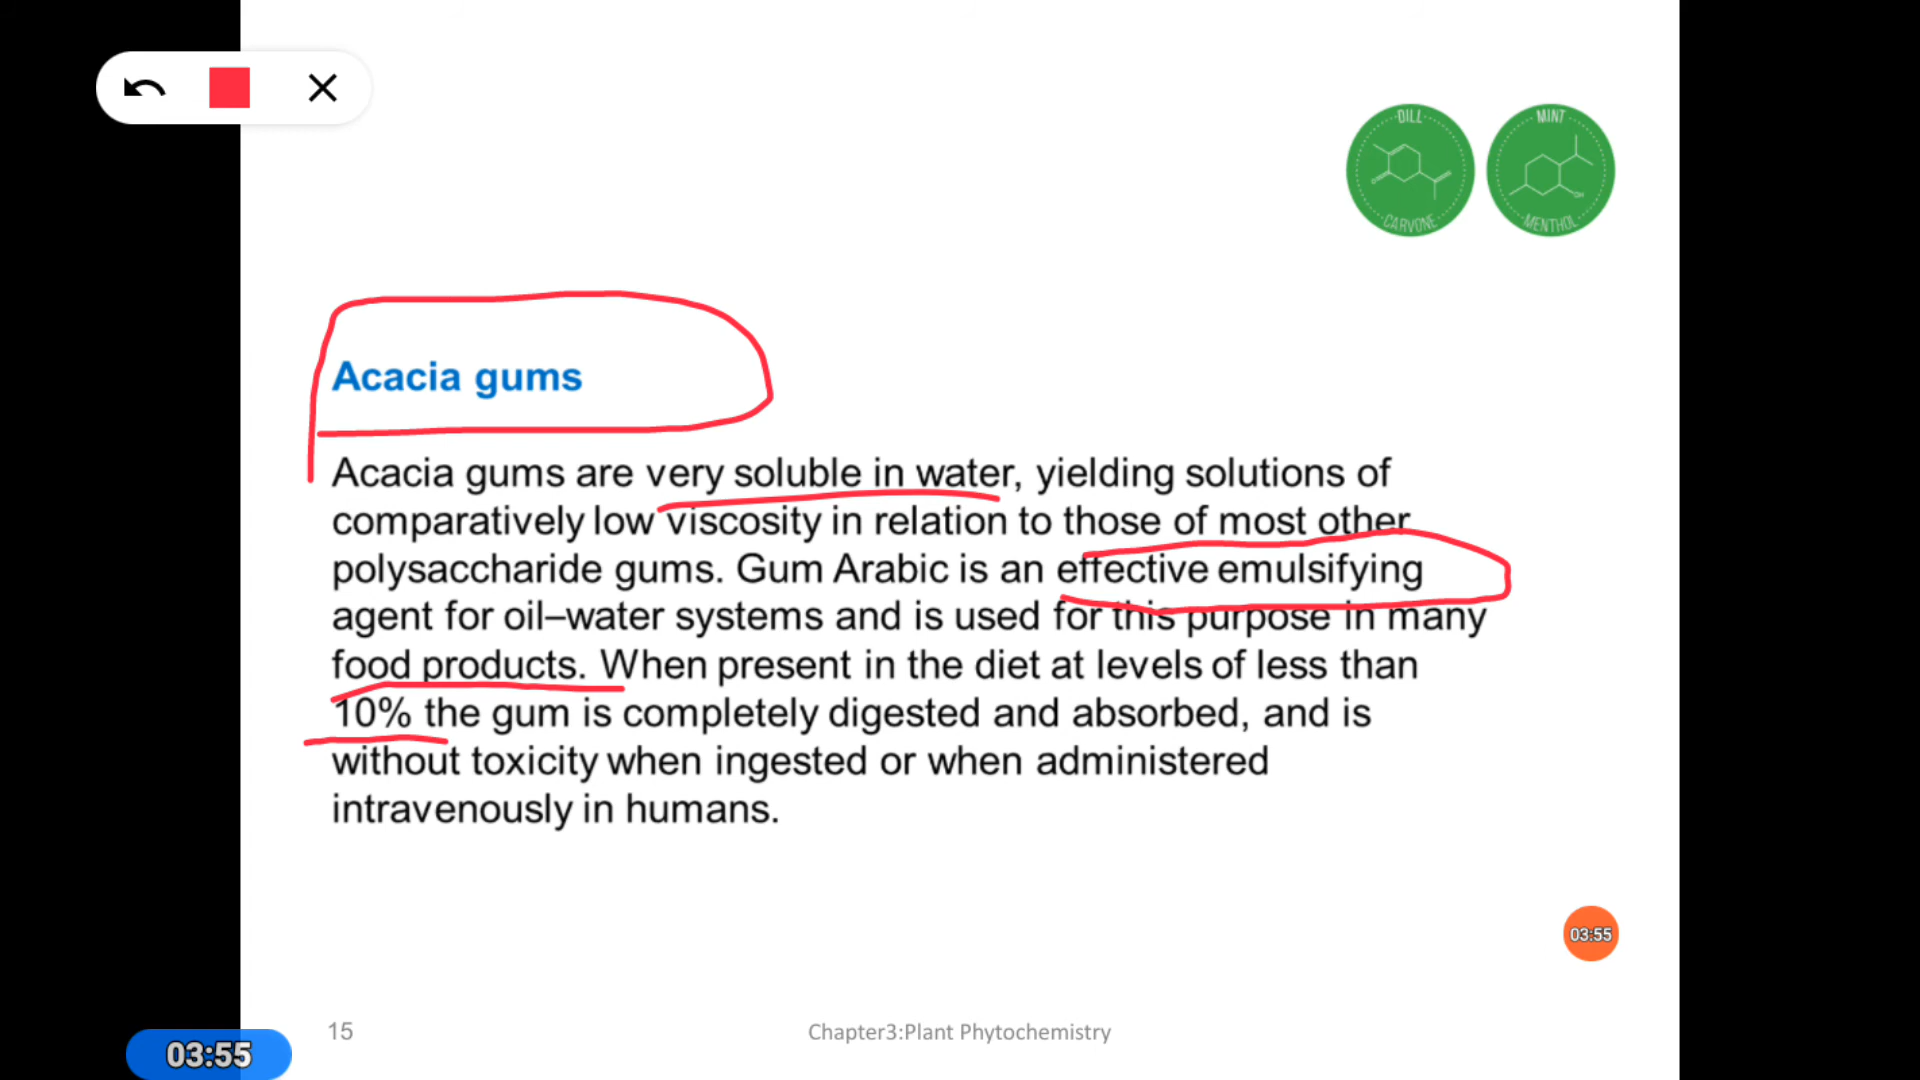 DILL
CARVONE
MINT
OH
MENTHOL
Acacia gums
Acacia gums are very soluble in water, yielding solutions of
comparatively low viscosity in relation to those of most other
polysaccharide gums. Gum Arabic is an effective emulsifying
agent for oil–water systems and is used for this purpose in many
food products. When present in the diet at levels of less than
10% the gum is completely digested and absorbed, and is
without toxicity when ingested or when administered
intravenously in humans.
03:55
15
Chapter3:Plant Phytochemistry
03:55